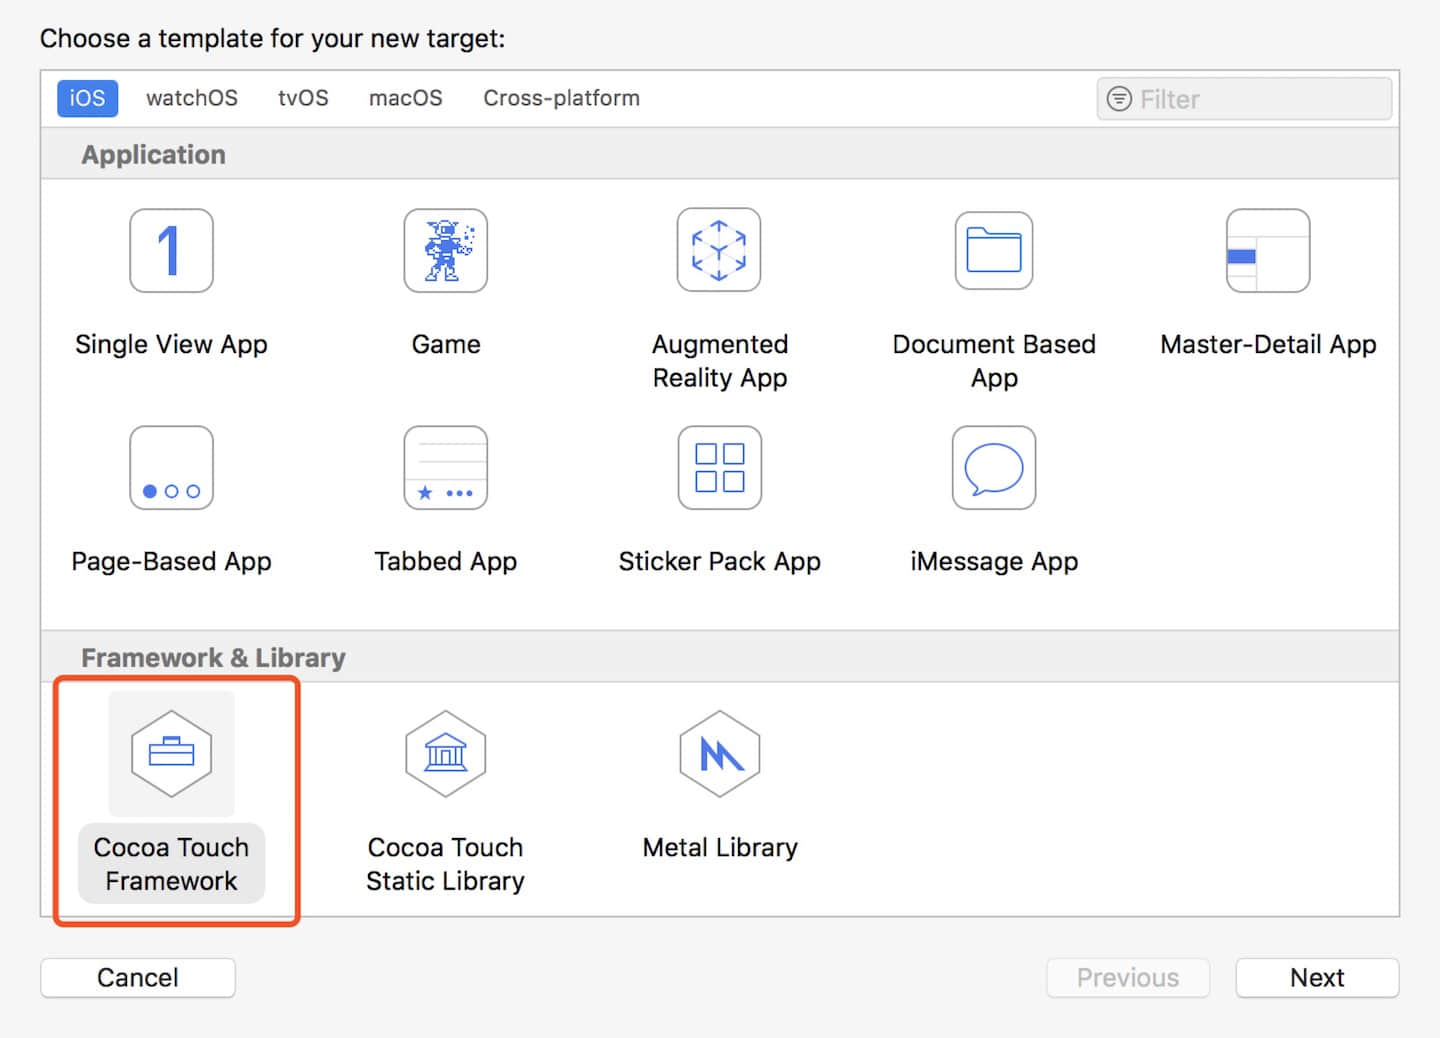 Choose a template for your new target:
iOS watchOS tvOS macOS Cross-platform Filter
Application
1
Single View App Game Augmented Reality App Document Based App Master-Detail App
Page-Based App Tabbed App Sticker Pack App iMessage App
Framework & Library
Cocoa Touch Framework Cocoa Touch Static Library Metal Library
Cancel Previous Next